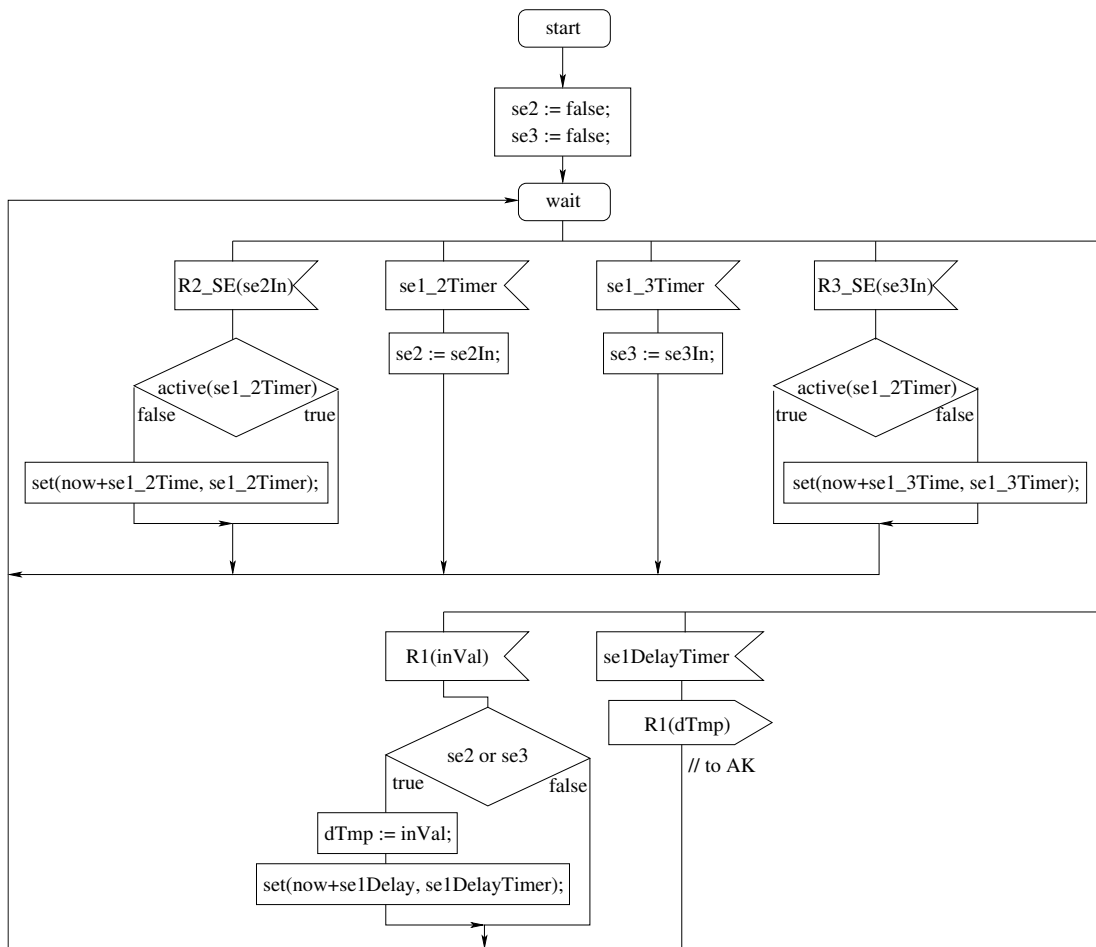 start
se2 := false;
se3 := false;
wait
R2_SE(se2In)
se1_2Timer
se1_3Timer
R3_SE(se3In)
se2 := se2In;
se3 := se3In;
active(se1_2Timer)
false
true
active(se1_2Timer)
true
false
set(now+se1_2Time, se1_2Timer);
set(now+se1_3Time, se1_3Timer);
R1(inVal)
se1DelayTimer
R1(dTmp)
se2 or se3
true
false
// to AK
dTmp := inVal;
set(now+se1Delay, se1DelayTimer);